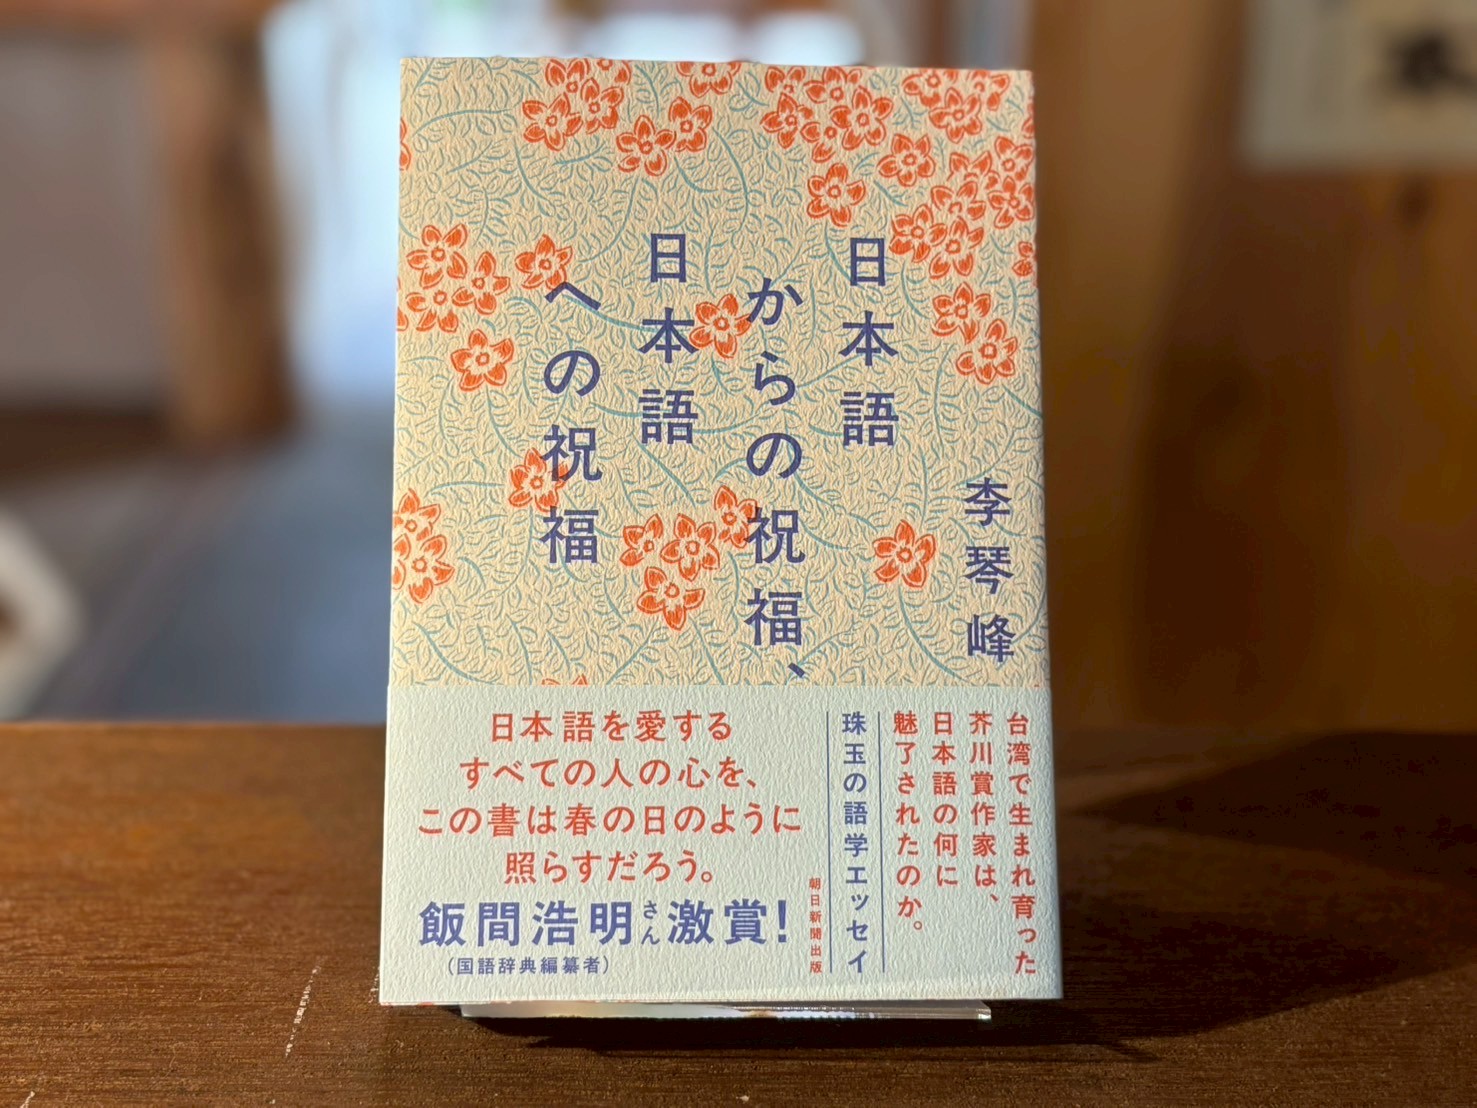 日本語
からの祝福、
日本語
への祝福
李琴峰
台湾で生まれ育った
芥川賞作家は、
日本語の何に
魅了されたのか。
珠玉の語学エッセイ
朝日新聞出版
日本語を愛する
すべての人の心を、
この書は春の日のように
照らすだろう。
飯間浩明さん激賞!
(国語辞典編纂者)